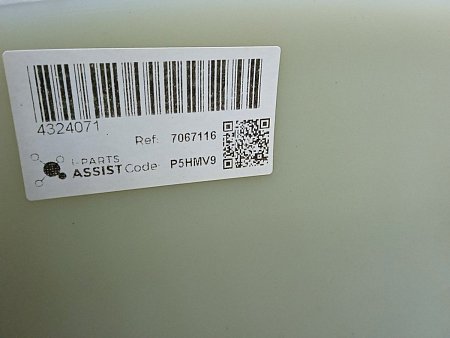 4324071
Ref: 7067116
I-PARTS
ASSIST Code: P5HMV9